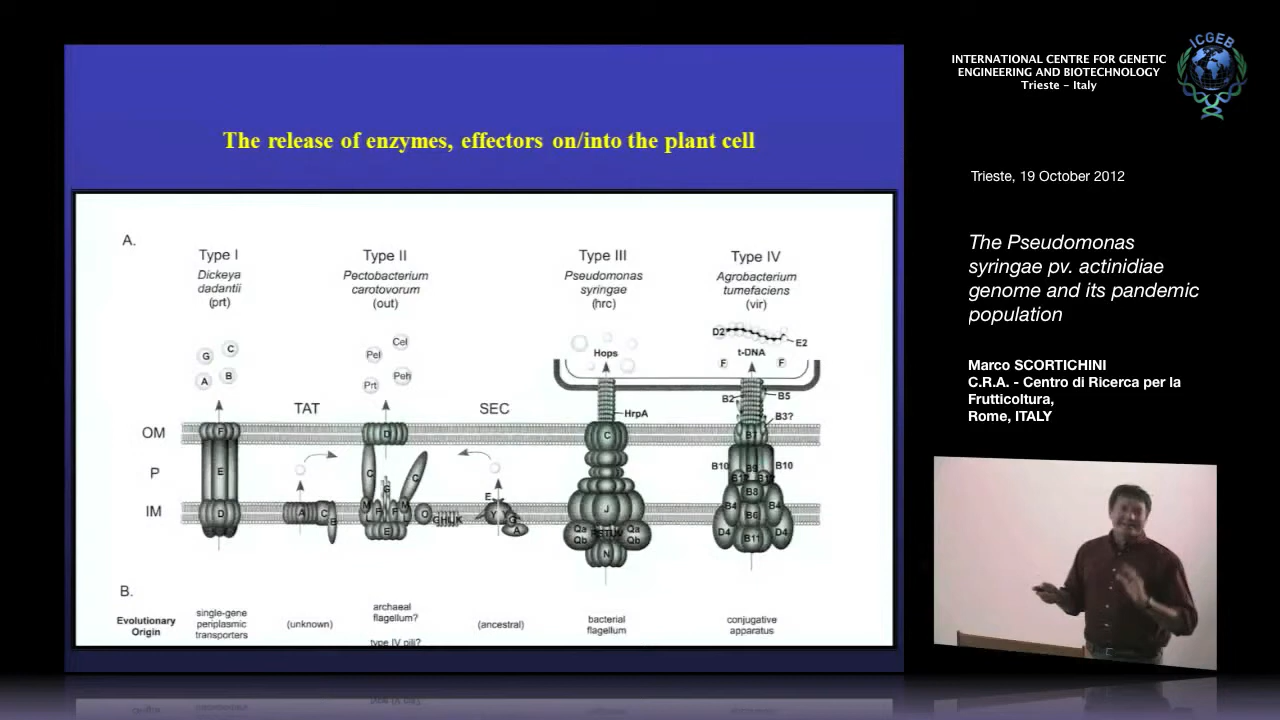 The release of enzymes, effectors on/into the plant cell
A.
Type I
Dickeya
dadantii
(prt)
Type II
Pectobacterium
carotovorum
(out)
Type III
Pseudomonas
syringae
(hrc)
Type IV
Agrobacterium
tumefaciens
(vir)
G
C
A
B
Pel
Cel
Prt
Peh
Hops
D2
E2
t-DNA
F
F
TAT
SEC
HrpA
B2
B5
B3?
OM
F
D
C
B7
P
E
C
C
J
B10
B9
B10
IM
D
A
C
B
E
O
E
Y
G
A
Qa
Qb
Qa
Qb
N
B8
B4
B6
B4
D4
B11
D4
B.
Evolutionary
Origin
single-gene
periplasmic
transporters
(unknown)
archaeal
flagellum?
type IV pili?
(ancestral)
bacterial
flagellum
conjugative
apparatus
ICGEB
INTERNATIONAL CENTRE FOR GENETIC
ENGINEERING AND BIOTECHNOLOGY
Trieste - Italy
Trieste, 19 October 2012
The Pseudomonas
syringae pv. actinidiae
genome and its pandemic
population
Marco SCORTICHINI
C.R.A. - Centro di Ricerca per la
Frutticoltura,
Rome, ITALY